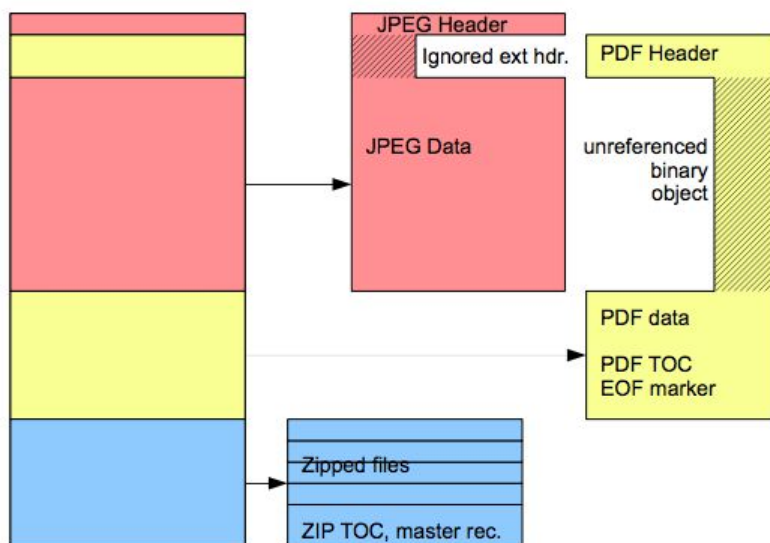 JPEG Header
Ignored ext hdr.
PDF Header
JPEG Data
unreferenced
binary
object
PDF data
PDF TOC
EOF marker
Zipped files
ZIP TOC, master rec.